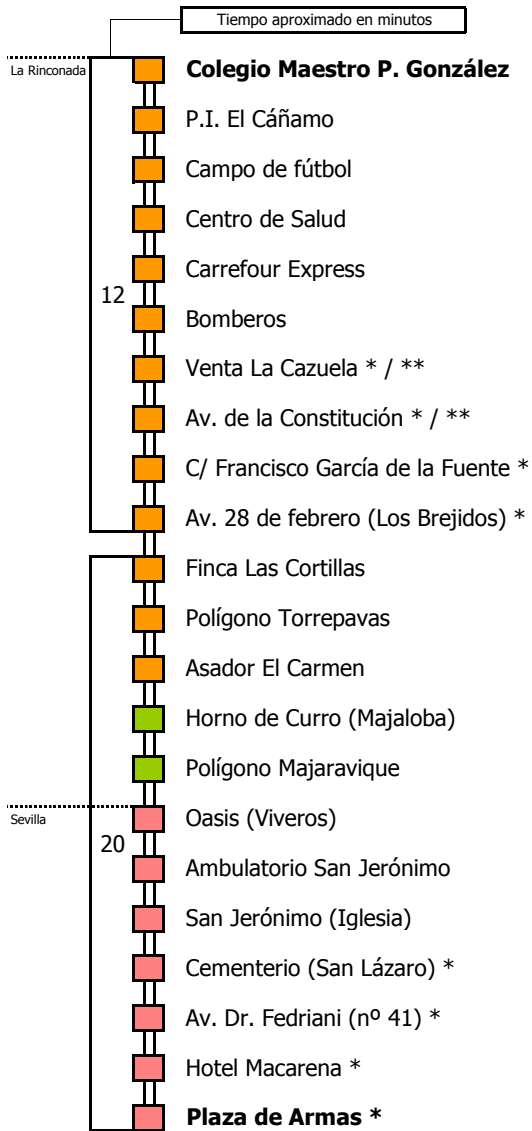 Tiempo aproximado en minutos
La Rinconada
Colegio Maestro P. González
P.I. El Cáñamo
Campo de fútbol
Centro de Salud
Carrefour Express
12
Bomberos
Venta La Cazuela * / **
Av. de la Constitución * / **
C/ Francisco García de la Fuente *
Av. 28 de febrero (Los Brejidos) *
Finca Las Cortillas
Polígono Torrepavas
Asador El Carmen
Horno de Curro (Majaloba)
Polígono Majaravique
Sevilla
Oasis (Viveros)
20
Ambulatorio San Jerónimo
San Jerónimo (Iglesia)
Cementerio (San Lázaro) *
Av. Dr. Fedriani (nº 41) *
Hotel Macarena *
Plaza de Armas *